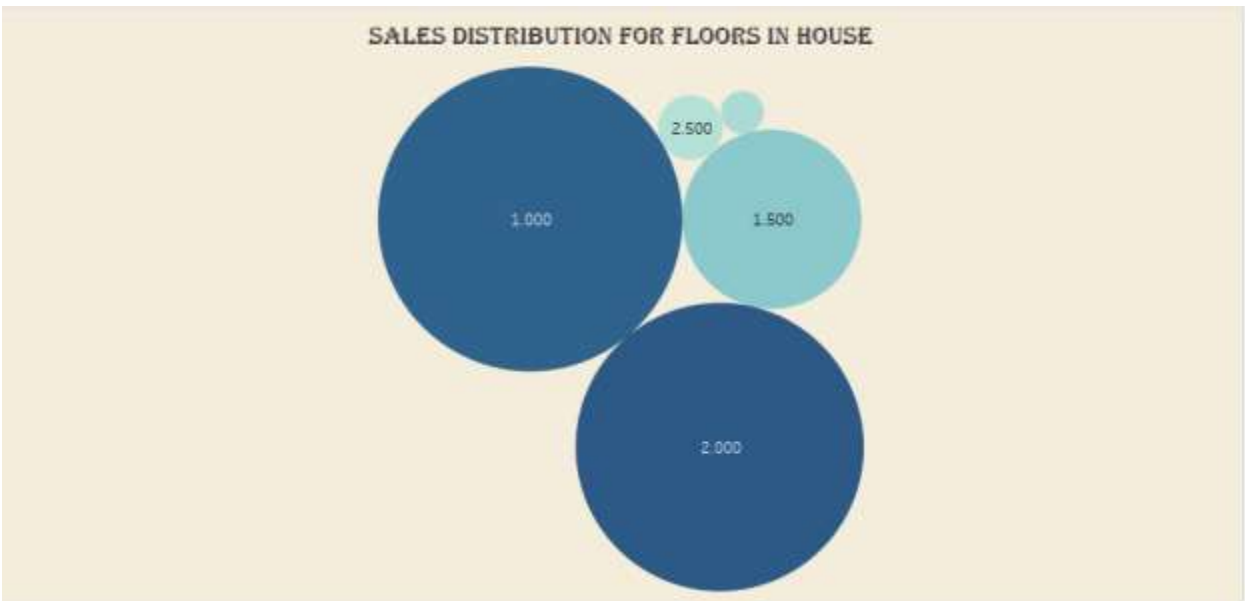 SALES DISTRIBUTION FOR FLOORS IN HOUSE
2.500
1.000
1.500
2.000